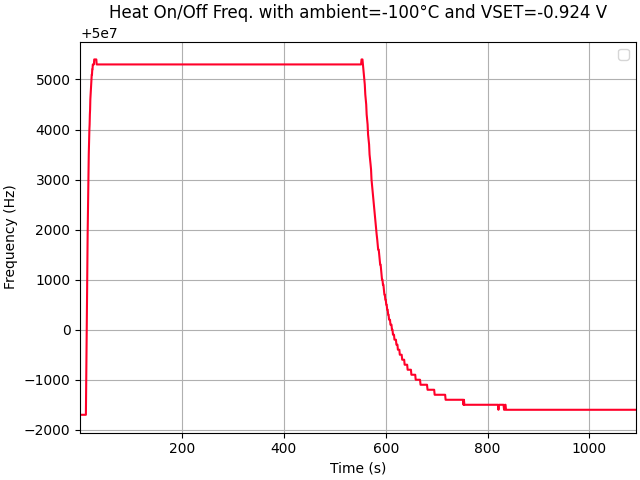 Heat On/Off Freq. with ambient=-100°C and VSET=-0.924 V
+5e7
5000
4000
3000
2000
1000
0
−1000
−2000
Frequency (Hz)
200 400 600 800 1000
Time (s)